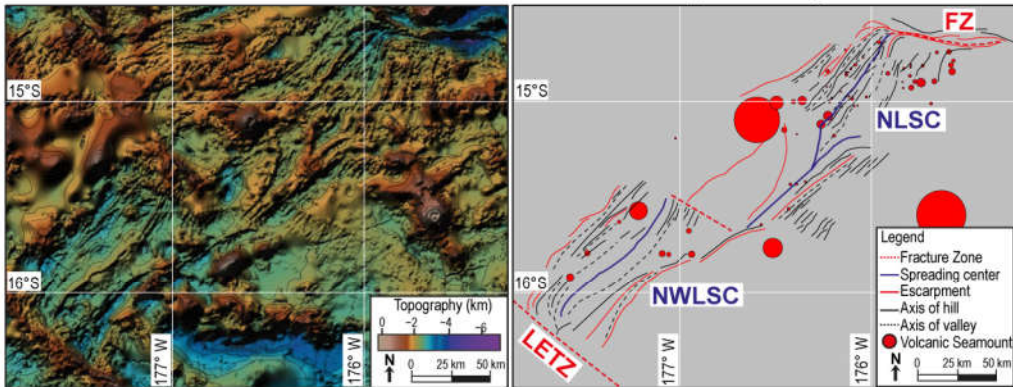 15°S
16°S
177° W
176° W
Topography (km)
0 −2 −4 −6
N
0 25 50 km
FZ
15°S
NLSC
16°S
NWLSC
LETZ
177° W
176° W
Legend
Fracture Zone
Spreading center
Escarpment
Axis of hill
Axis of valley
Volcanic Seamount
N
0 25 50 km